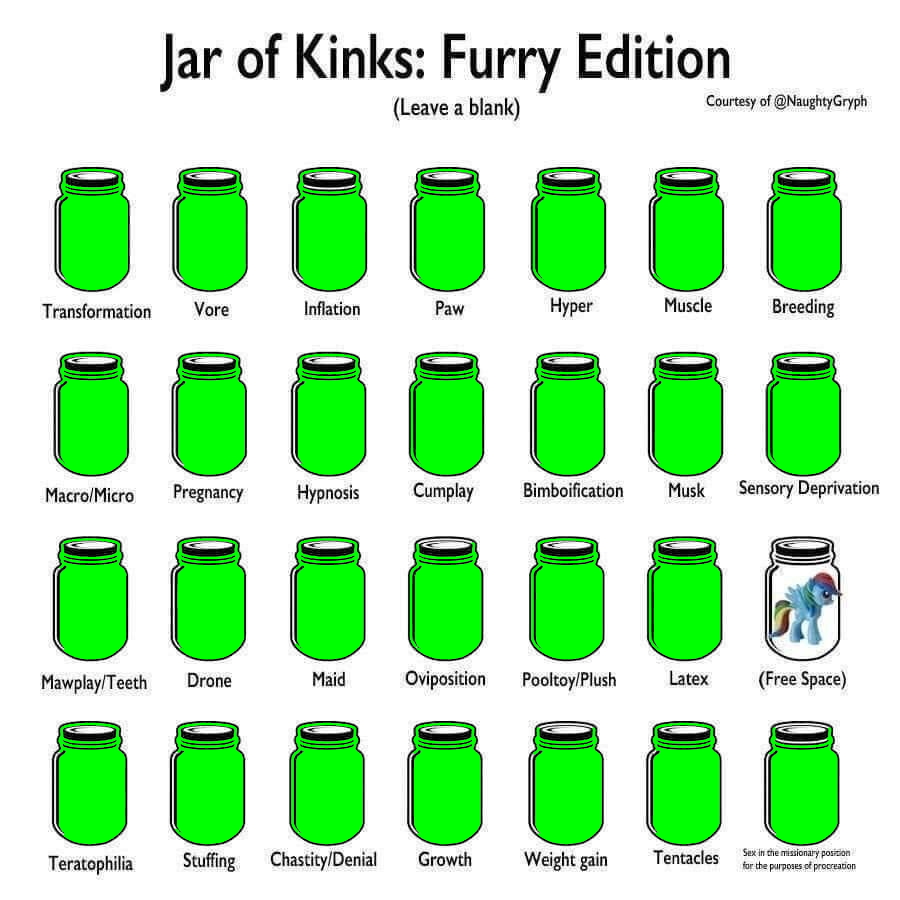 Jar of Kinks: Furry Edition
(Leave a blank)
Courtesy of @NaughtyGryph
Transformation
Vore
Inflation
Paw
Hyper
Muscle
Breeding
Macro/Micro
Pregnancy
Hypnosis
Cumplay
Bimboification
Musk
Sensory Deprivation
Mawplay/Teeth
Drone
Maid
Oviposition
Pooltoy/Plush
Latex
(Free Space)
Teratophilia
Stuffing
Chastity/Denial
Growth
Weight gain
Tentacles
Sex in the missionary position
for the purposes of procreation